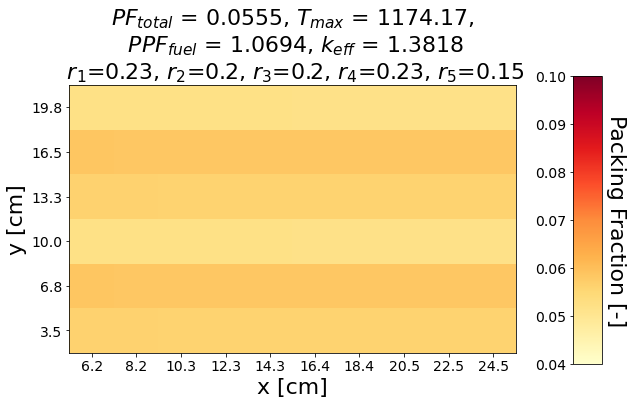 PF_total = 0.0555, T_max = 1174.17,
PPF_fuel = 1.0694, k_eff = 1.3818
r_1=0.23, r_2=0.2, r_3=0.2, r_4=0.23, r_5=0.15
19.8
16.5
13.3
10.0
6.8
3.5
y [cm]
6.2 8.2 10.3 12.3 14.3 16.4 18.4 20.5 22.5 24.5
x [cm]
0.10
0.09
0.08
0.07
0.06
0.05
0.04
Packing Fraction [-]